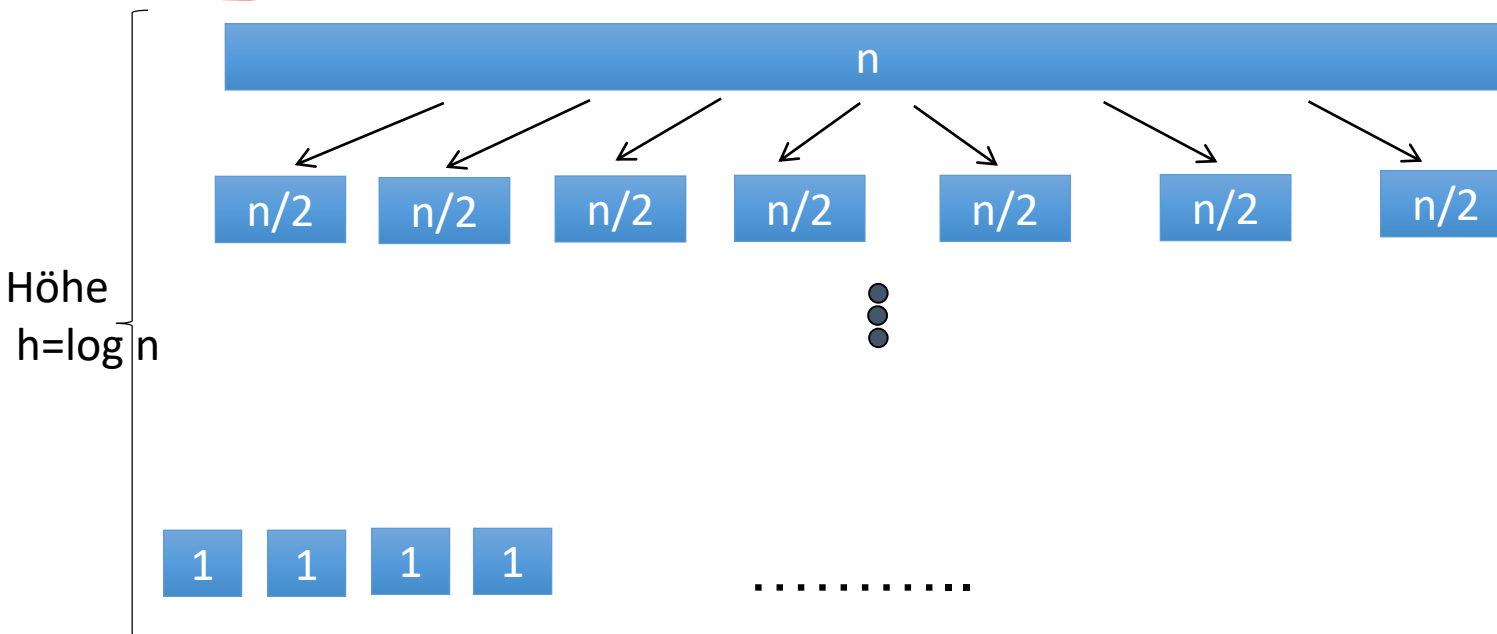 n
n/2 n/2 n/2 n/2 n/2 n/2 n/2
Höhe
h=log n
1 1 1 1 ...........